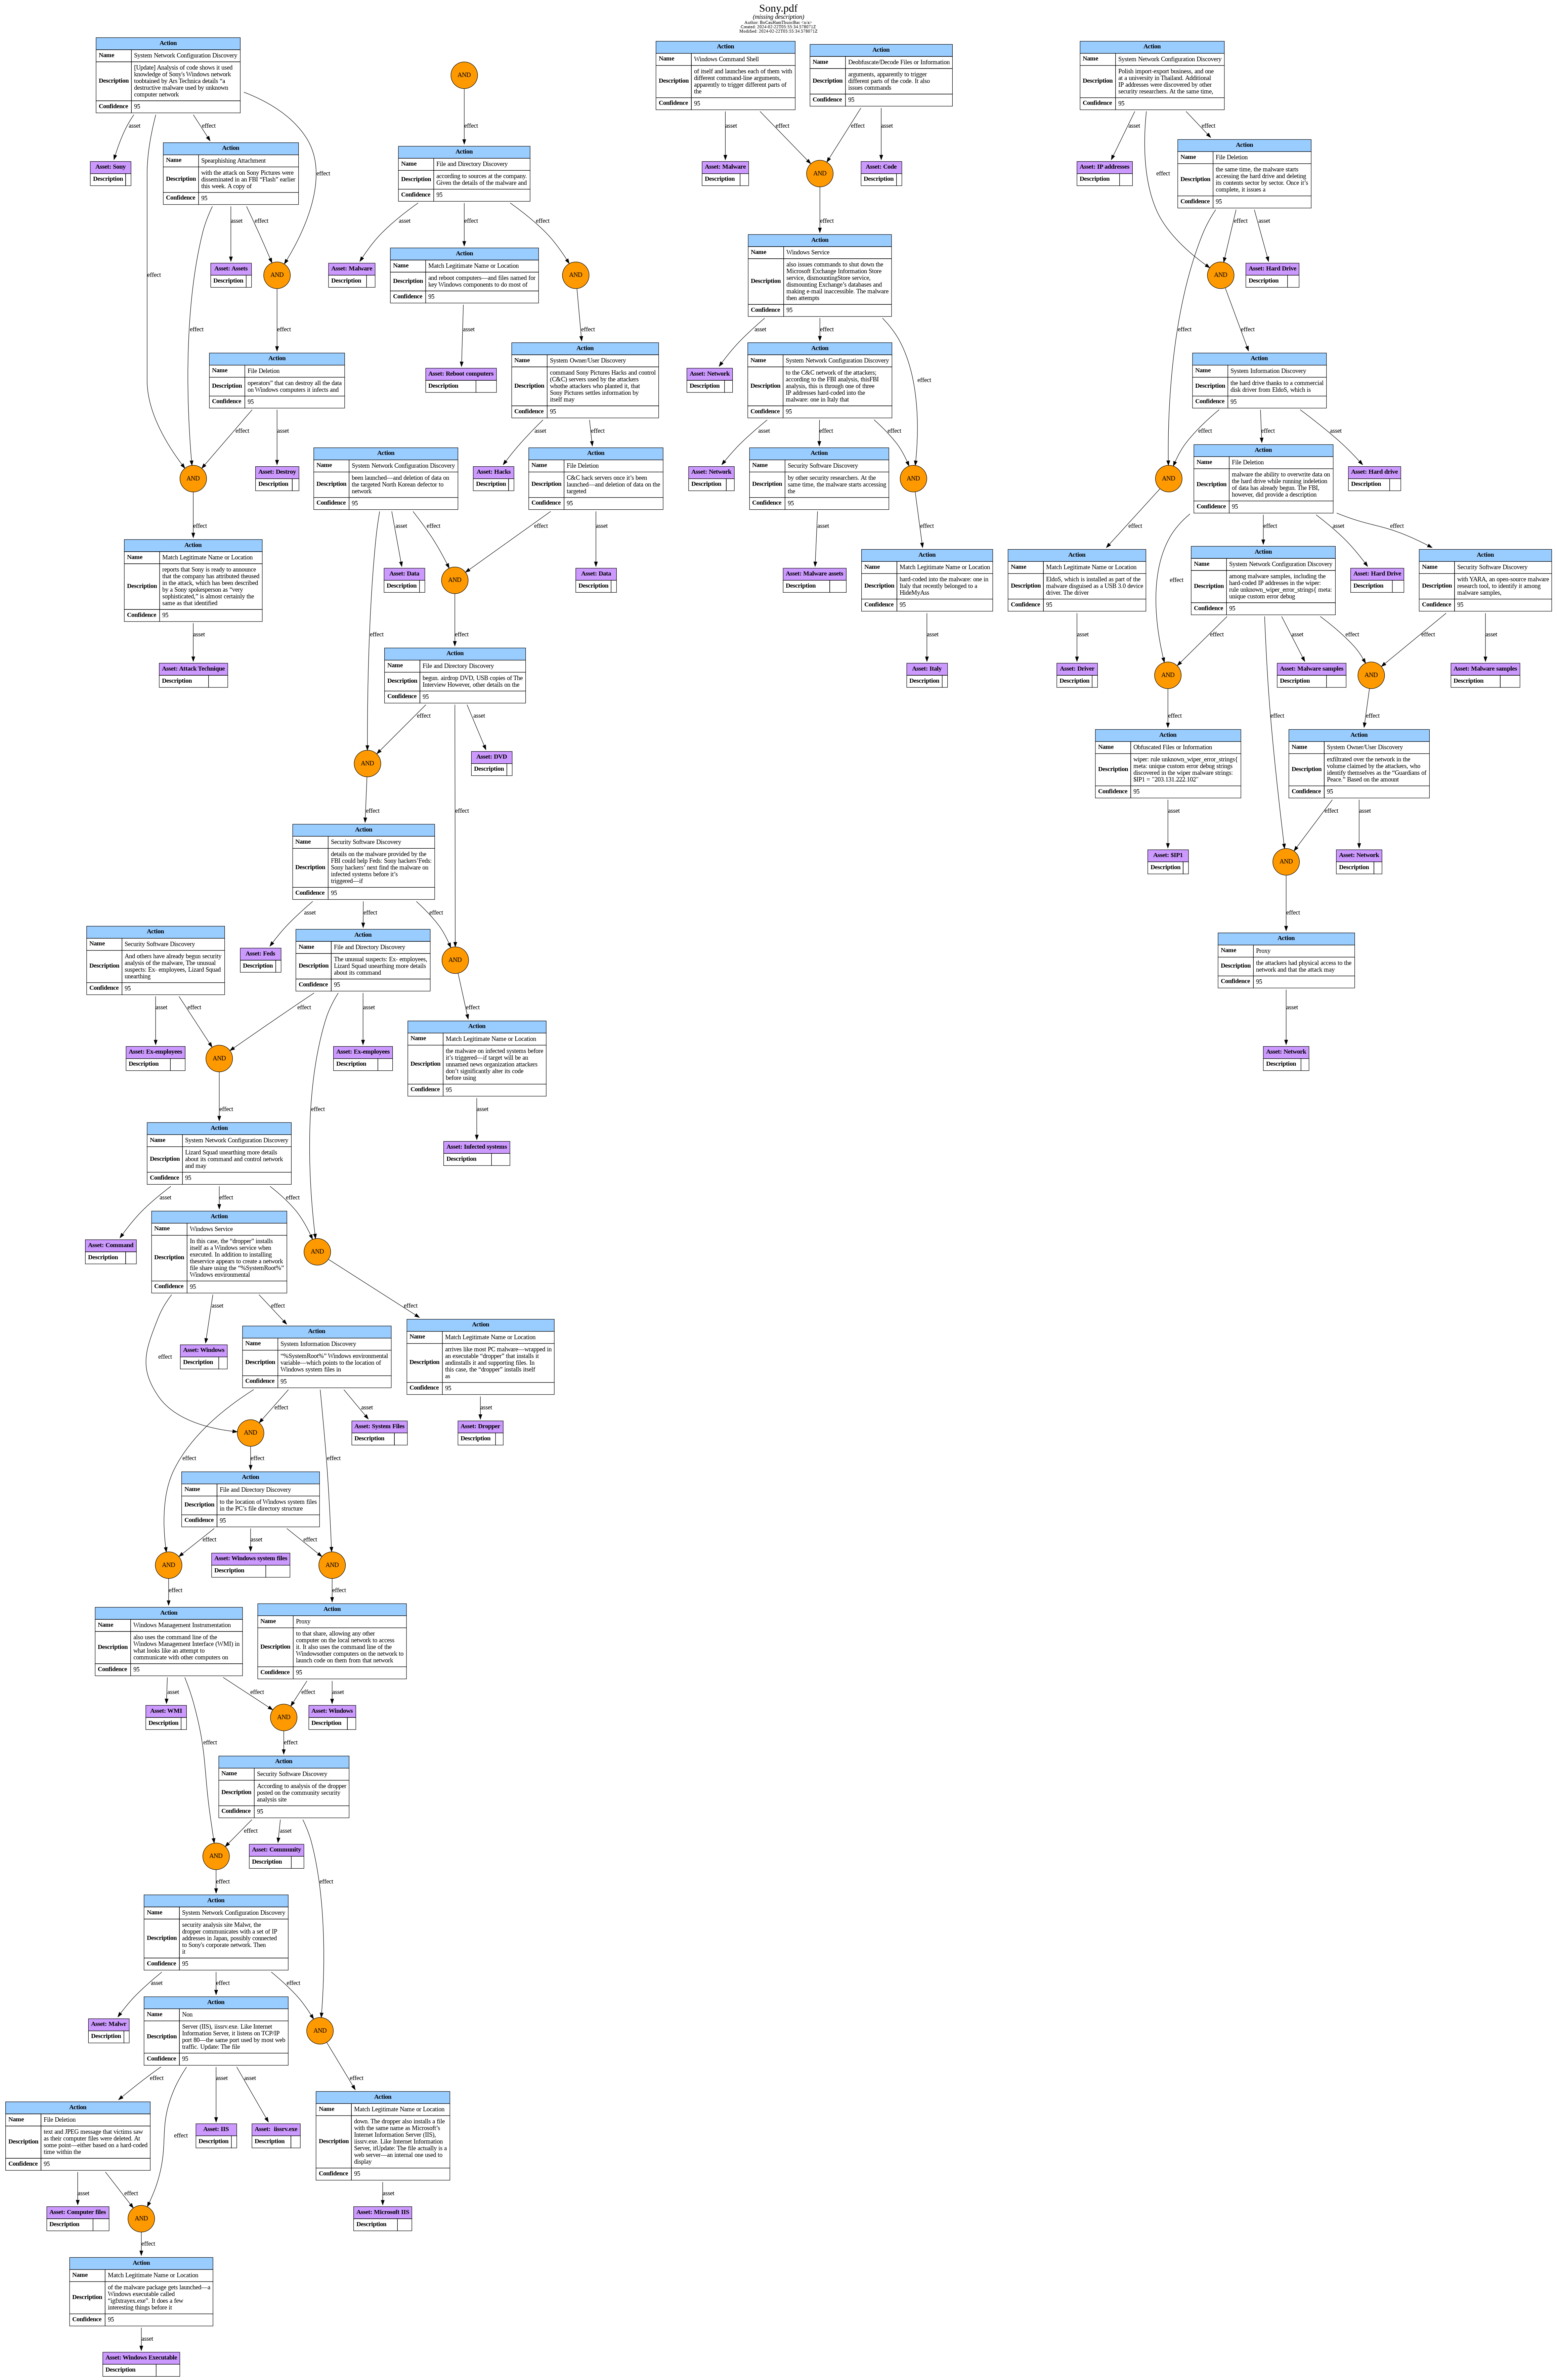 Sony.pdf
(missing description)
Created: 2024-02-22T05:55:34.578071Z
Modified: 2024-02-22T05:55:34.578071Z
Action
Name System Network Configuration Discovery
Description [Update] Analysis of code shows it used
knowledge of Sony's Windows network
toobtained by Ars Technica details “a
destructive malware used by unknown
computer network
Confidence 95
asset
effect
effect
effect
Asset: Sony
Description
Action
Name Spearphishing Attachment
Description with the attack on Sony Pictures were
disseminated in an FBI “Flash” earlier
this week. A copy of
Confidence 95
effect
asset
effect
Asset: Assets
Description
AND
effect
Action
Name File Deletion
Description operators” that can destroy all the data
on Windows computers it infects and
Confidence 95
effect
asset
Asset: Destroy
Description
AND
effect
Action
Name Match Legitimate Name or Location
Description reports that Sony is ready to announce
that the company has attributed theused
in the attack, which has been described
by a Sony spokesperson as “very
sophisticated,” is almost certainly the
same as that identified
Confidence 95
asset
Asset: Attack Technique
Description
AND
effect
Action
Name File and Directory Discovery
Description according to sources at the company.
Given the details of the malware and
Confidence 95
asset
effect
effect
Asset: Malware
Description
Action
Name Match Legitimate Name or Location
Description and reboot computers—and files named for
key Windows components to do most of
Confidence 95
asset
Asset: Reboot computers
Description
AND
effect
Action
Name System Owner/User Discovery
Description command Sony Pictures Hacks and control
(C&C) servers used by the attackers
whothe attackers who planted it, that
Sony Pictures settles information by
itself may
Confidence 95
asset
effect
Asset: Hacks
Description
Action
Name System Network Configuration Discovery
Description been launched—and deletion of data on
the targeted North Korean defector to
network
Confidence 95
effect
asset
effect
Asset: Data
Description
Action
Name File Deletion
Description C&C hack servers once it’s been
launched—and deletion of data on the
targeted
Confidence 95
effect
asset
Asset: Data
Description
AND
effect
Action
Name File and Directory Discovery
Description begun. airdrop DVD, USB copies of The
Interview However, other details on the
Confidence 95
effect
effect
asset
Asset: DVD
Description
AND
effect
Action
Name Security Software Discovery
Description details on the malware provided by the
FBI could help Feds: Sony hackers’Feds:
Sony hackers’ next find the malware on
infected systems before it’s
triggered—if
Confidence 95
asset
effect
effect
Asset: Feds
Description
Action
Name Security Software Discovery
Description And others have already begun security
analysis of the malware, The unusual
suspects: Ex- employees, Lizard Squad
unearthing
Confidence 95
asset
effect
Asset: Ex-employees
Description
Action
Name File and Directory Discovery
Description The unusual suspects: Ex- employees,
Lizard Squad unearthing more details
about its command
Confidence 95
effect
effect
asset
Asset: Ex-employees
Description
AND
effect
Action
Name Match Legitimate Name or Location
Description the malware on infected systems before
it’s triggered—if target will be an
unnamed news organization attackers
don’t significantly alter its code
before using
Confidence 95
asset
Asset: Infected systems
Description
AND
effect
Action
Name System Network Configuration Discovery
Description Lizard Squad unearthing more details
about its command and control network
and may
Confidence 95
asset
effect
effect
Asset: Command
Description
Action
Name Windows Service
Description In this case, the “dropper” installs
itself as a Windows service when
executed. In addition to installing
theservice appears to create a network
file share using the “%SystemRoot%”
Windows environmental
Confidence 95
effect
asset
effect
Asset: Windows
Description
AND
effect
Action
Name System Information Discovery
Description “%SystemRoot%” Windows environmental
variable—which points to the location of
Windows system files in
Confidence 95
effect
effect
effect
asset
Asset: System Files
Description
Action
Name Match Legitimate Name or Location
Description arrives like most PC malware—wrapped in
an executable “dropper” that installs it
andinstalls it and supporting files. In
this case, the “dropper” installs itself
as
Confidence 95
asset
Asset: Dropper
Description
AND
effect
Action
Name File and Directory Discovery
Description to the location of Windows system files
in the PC’s file directory structure
Confidence 95
effect
asset
effect
Asset: Windows system files
Description
AND
effect
AND
effect
Action
Name Windows Management Instrumentation
Description also uses the command line of the
Windows Management Interface (WMI) in
what looks like an attempt to
communicate with other computers on
Confidence 95
asset
effect
effect
Asset: WMI
Description
Action
Name Proxy
Description to that share, allowing any other
computer on the local network to access
it. It also uses the command line of the
Windowsother computers on the network to
launch code on them from that network
Confidence 95
effect
asset
Asset: Windows
Description
AND
effect
Action
Name Security Software Discovery
Description According to analysis of the dropper
posted on the community security
analysis site
Confidence 95
effect
asset
effect
Asset: Community
Description
AND
effect
Action
Name System Network Configuration Discovery
Description security analysis site Malwr, the
dropper communicates with a set of IP
addresses in Japan, possibly connected
to Sony's corporate network. Then
it
Confidence 95
asset
effect
effect
Asset: Malwr
Description
Action
Name Non
Description Server (IIS), iissrv.exe. Like Internet
Information Server, it listens on TCP/IP
port 80—the same port used by most web
traffic. Update: The file
Confidence 95
effect
effect
asset
asset
Asset: IIS
Description
Asset: iissrv.exe
Description
AND
effect
Action
Name File Deletion
Description text and JPEG message that victims saw
as their computer files were deleted. At
some point—either based on a hard-coded
time within the
Confidence 95
asset
effect
Asset: Computer files
Description
Action
Name Match Legitimate Name or Location
Description down. The dropper also installs a file
with the same name as Microsoft’s
Internet Information Server (IIS),
iissrv.exe. Like Internet Information
Server, itUpdate: The file actually is a
web server—an internal one used to
display
Confidence 95
asset
Asset: Microsoft IIS
Description
AND
effect
Action
Name Match Legitimate Name or Location
Description of the malware package gets launched—a
Windows executable called
“igfxtrayex.exe”. It does a few
interesting things before it
Confidence 95
asset
Asset: Windows Executable
Description
Action
Name Windows Command Shell
Description of itself and launches each of them with
different command-line arguments,
apparently to trigger different parts of
the
Confidence 95
asset
effect
Asset: Malware
Description
Action
Name Deobfuscate/Decode Files or Information
Description arguments, apparently to trigger
different parts of the code. It also
issues commands
Confidence 95
effect
asset
Asset: Code
Description
AND
effect
Action
Name Windows Service
Description also issues commands to shut down the
Microsoft Exchange Information Store
service, dismountingStore service,
dismounting Exchange’s databases and
making e-mail inaccessible. The malware
then attempts
Confidence 95
asset
effect
effect
Asset: Network
Description
Action
Name System Network Configuration Discovery
Description to the C&C network of the attackers;
according to the FBI analysis, thisFBI
analysis, this is through one of three
IP addresses hard-coded into the
malware: one in Italy that
Confidence 95
asset
effect
effect
Asset: Network
Description
Action
Name Security Software Discovery
Description by other security researchers. At the
same time, the malware starts accessing
the
Confidence 95
asset
Asset: Malware assets
Description
AND
effect
Action
Name Match Legitimate Name or Location
Description hard-coded into the malware: one in
Italy that recently belonged to a
HideMyAss
Confidence 95
asset
Asset: Italy
Description
Action
Name System Network Configuration Discovery
Description Polish import-export business, and one
at a university in Thailand. Additional
IP addresses were discovered by other
security researchers. At the same time,
Confidence 95
asset
effect
effect
Asset: IP addresses
Description
Action
Name File Deletion
Description the same time, the malware starts
accessing the hard drive and deleting
its contents sector by sector. Once it’s
complete, it issues a
Confidence 95
effect
effect
asset
Asset: Hard Drive
Description
AND
effect
Action
Name System Information Discovery
Description the hard drive thanks to a commercial
disk driver from EldoS, which is
Confidence 95
effect
effect
asset
Asset: Hard drive
Description
AND
effect
Action
Name File Deletion
Description malware the ability to overwrite data on
the hard drive while running indeletion
of data has already begun. The FBI,
however, did provide a description
Confidence 95
effect
effect
asset
effect
Asset: Hard Drive
Description
Action
Name Match Legitimate Name or Location
Description EldoS, which is installed as part of the
malware disguised as a USB 3.0 device
driver. The driver
Confidence 95
asset
Asset: Driver
Description
Action
Name System Network Configuration Discovery
Description among malware samples, including the
hard-coded IP addresses in the wiper:
rule unknown_wiper_error_strings{ meta:
unique custom error debug
Confidence 95
effect
effect
asset
effect
Asset: Malware samples
Description
Action
Name Security Software Discovery
Description with YARA, an open-source malware
research tool, to identify it among
malware samples,
Confidence 95
effect
asset
Asset: Malware samples
Description
AND
effect
AND
effect
Action
Name Obfuscated Files or Information
Description wiper: rule unknown_wiper_error_strings{
meta: unique custom error debug strings
discovered in the wiper malware strings:
$IP1 = "203.131.222.102"
Confidence 95
asset
Asset: $IP1
Description
Action
Name System Owner/User Discovery
Description exfiltrated over the network in the
volume claimed by the attackers, who
identify themselves as the “Guardians of
Peace.” Based on the amount
Confidence 95
effect
asset
Asset: Network
Description
AND
effect
Action
Name Proxy
Description the attackers had physical access to the
network and that the attack may
Confidence 95
asset
Asset: Network
Description